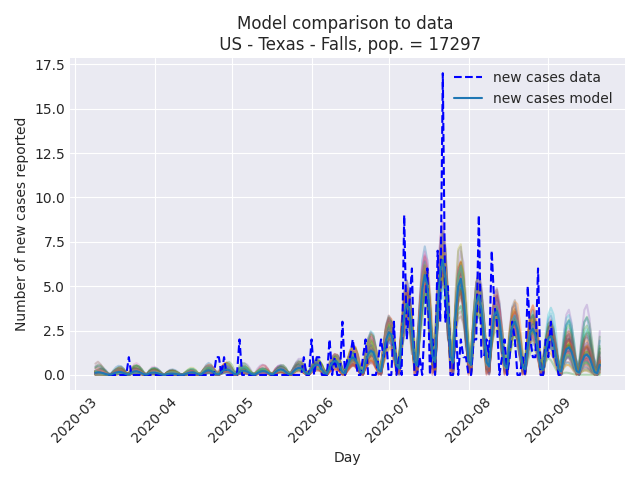 Model comparison to data
US - Texas - Falls, pop. = 17297
new cases data
new cases model
Number of new cases reported
17.5
15.0
12.5
10.0
7.5
5.0
2.5
0.0
2020-03
2020-04
2020-05
2020-06
2020-07
2020-08
2020-09
Day